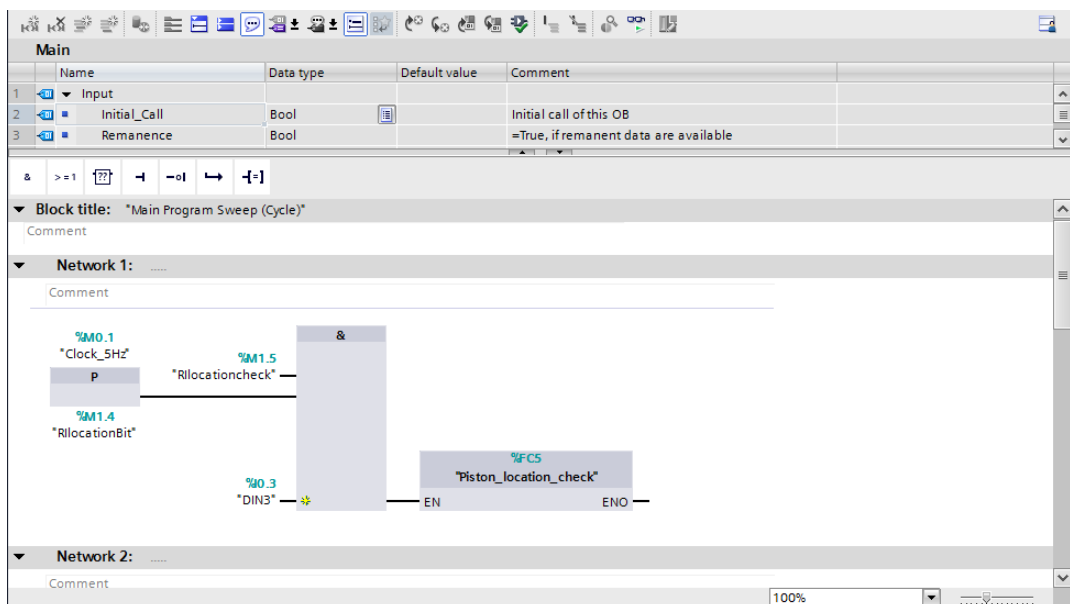 Main
Name Data type Default value Comment
1 Input
2 Initial_Call Bool Initial call of this OB
3 Remanence Bool =True, if remanent data are available
& >=1 ??
Block title: "Main Program Sweep (Cycle)"
Comment
Network 1: .....
Comment
%M0.1
"Clock_5Hz"
P
%M1.4
"RIlocationBit"
%M1.5
"RIlocationcheck"
&
%I0.3
"DIN3"
%FC5
"Piston_location_check"
EN ENO
Network 2: .....
Comment
100%